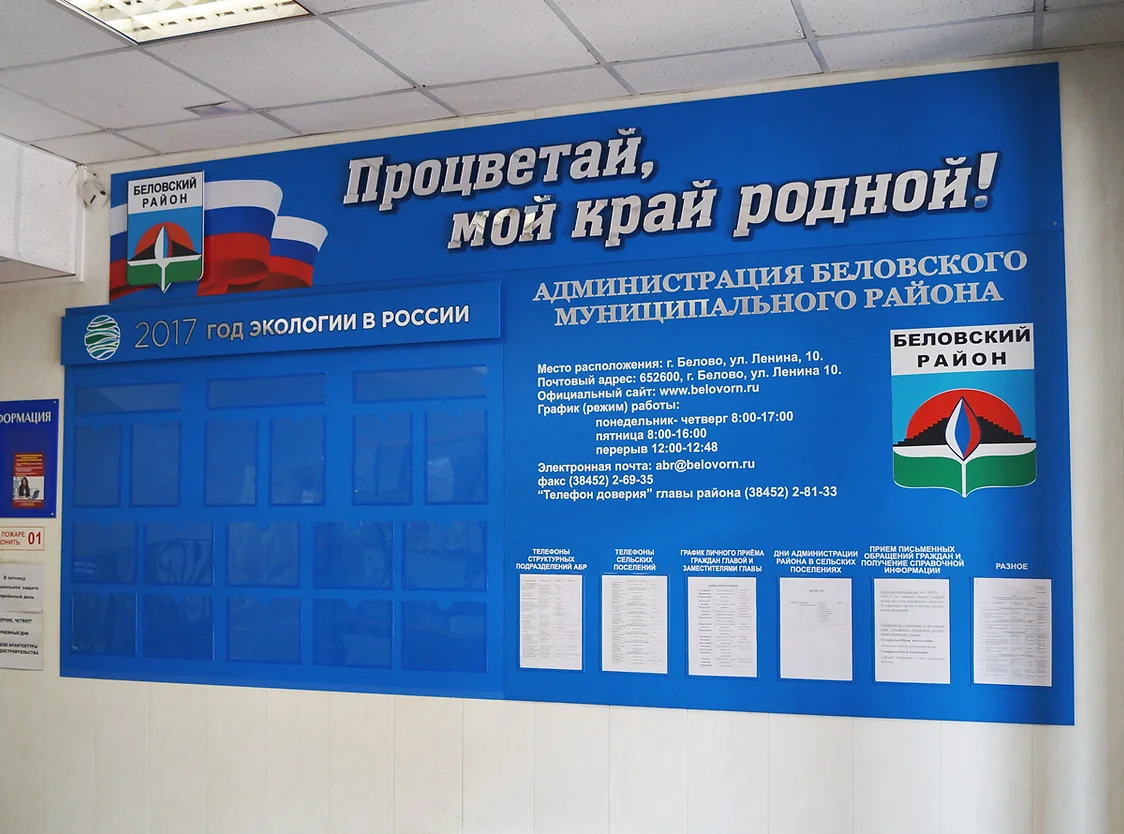 Процветай,
мой край родной!
БЕЛОВСКИЙ
РАЙОН
2017 ГОД ЭКОЛОГИИ В РОССИИ
АДМИНИСТРАЦИЯ БЕЛОВСКОГО
МУНИЦИПАЛЬНОГО РАЙОНА
Место расположения: г. Белово, ул. Ленина, 10.
Почтовый адрес: 652600, г. Белово, ул. Ленина 10.
Официальный сайт: www.belovorn.ru
График (режим) работы:
понедельник- четверг 8:00-17:00
пятница 8:00-16:00
перерыв 12:00-12:48
Электронная почта: abr@belovorn.ru
факс (38452) 2-69-35
“Телефон доверия” главы района (38452) 2-81-33
БЕЛОВСКИЙ
РАЙОН
ТЕЛЕФОНЫ
СТРУКТУРНЫХ
ПОДРАЗДЕЛЕНИЙ АБР
ТЕЛЕФОНЫ
СЕЛЬСКИХ
ПОСЕЛЕНИЙ
ГРАФИК ЛИЧНОГО ПРИЁМА
ГРАЖДАН ГЛАВОЙ И
ЗАМЕСТИТЕЛЯМИ ГЛАВЫ
ДНИ АДМИНИСТРАЦИИ
РАЙОНА В СЕЛЬСКИХ
ПОСЕЛЕНИЯХ
ПРИЕМ ПИСЬМЕННЫХ
ОБРАЩЕНИЙ ГРАЖДАН И
ПОЛУЧЕНИЕ СПРАВОЧНОЙ
ИНФОРМАЦИИ
РАЗНОЕ
ОРМАЦИЯ
ПОЖАРЕ
ОНИТЬ 01
В пятницу